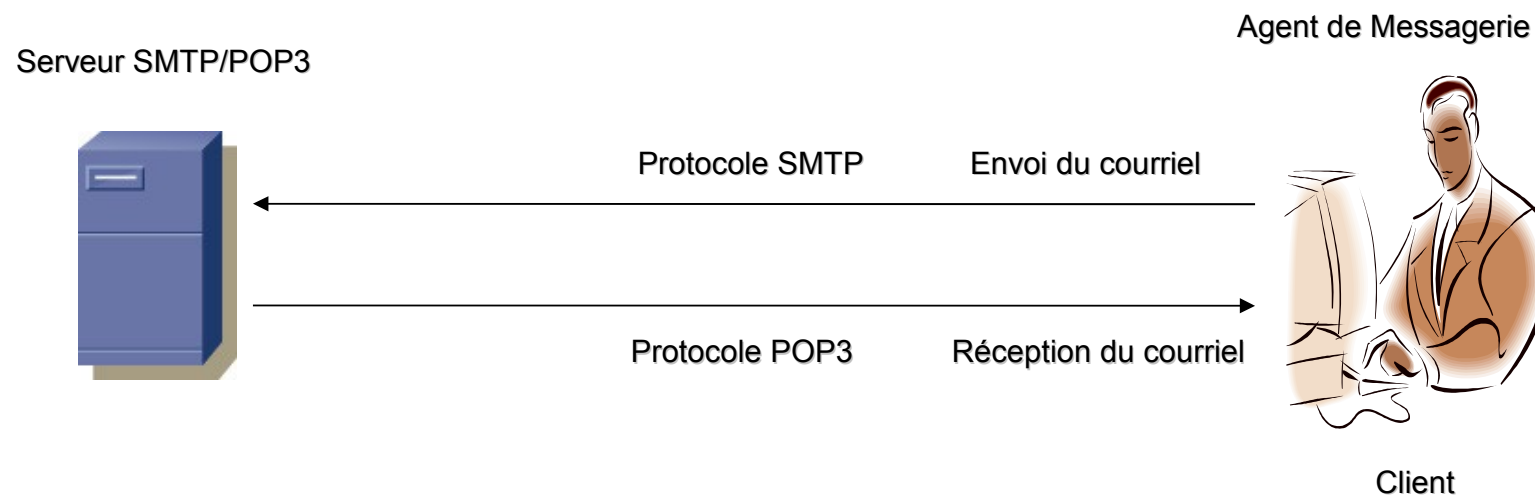 Agent de Messagerie
Serveur SMTP/POP3
Protocole SMTP Envoi du courriel
Protocole POP3 Réception du courriel
Client